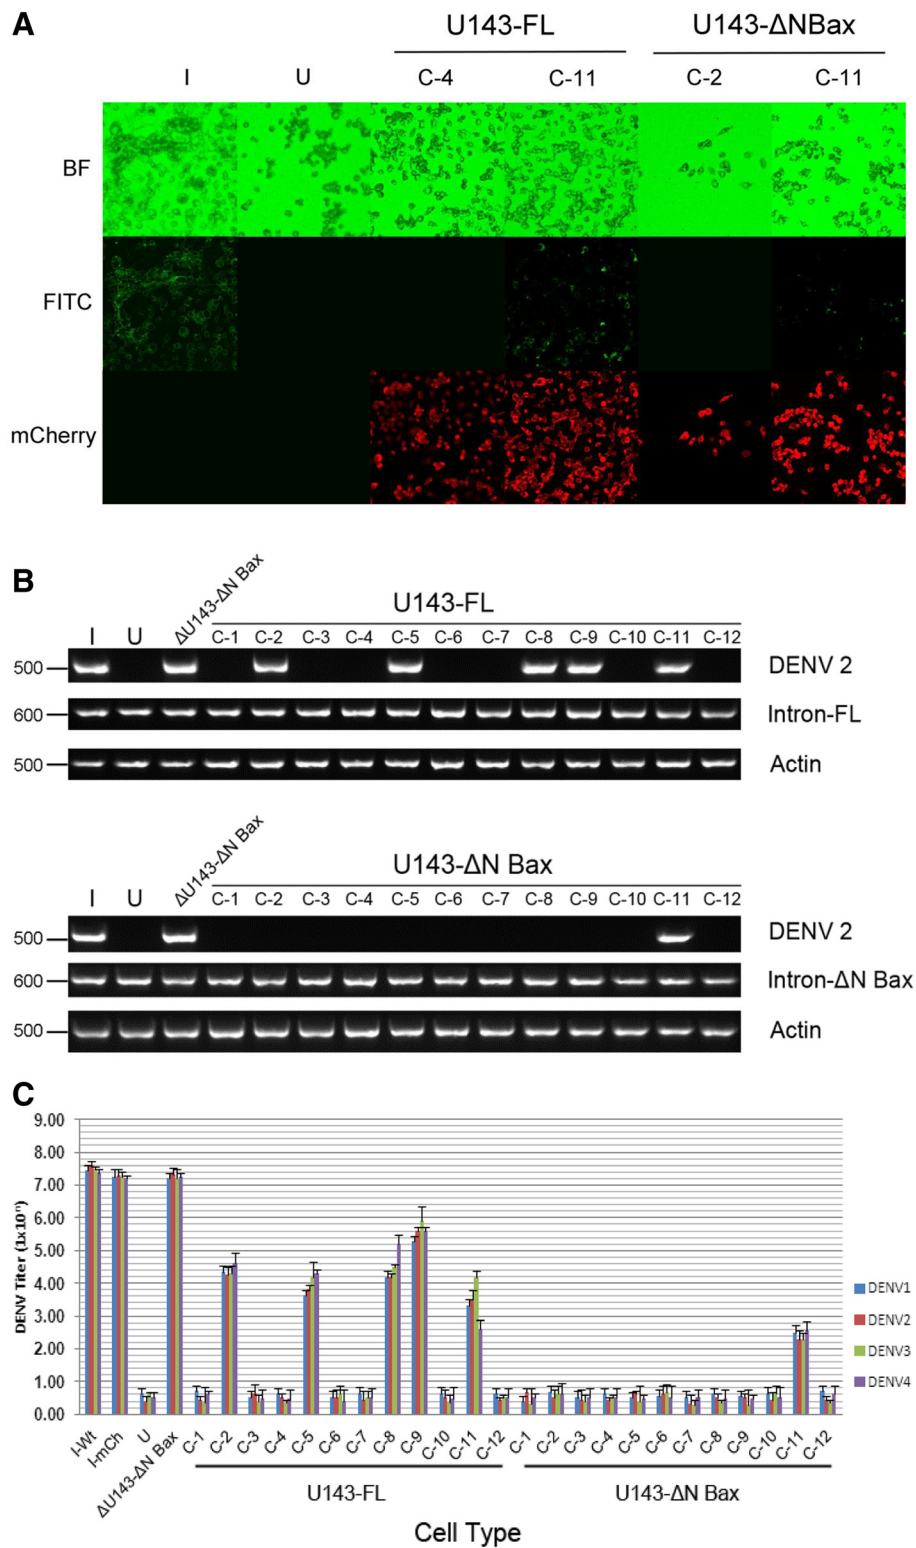 A
U143-FL U143-ΔNBax
I U C-4 C-11 C-2 C-11
BF
FITC
mCherry
B
ΔU143-ΔN Bax
U143-FL
I U C-1 C-2 C-3 C-4 C-5 C-6 C-7 C-8 C-9 C-10 C-11 C-12
500 DENV 2
600 Intron-FL
500 Actin
ΔU143-ΔN Bax
U143-ΔN Bax
I U C-1 C-2 C-3 C-4 C-5 C-6 C-7 C-8 C-9 C-10 C-11 C-12
500 DENV 2
600 Intron-ΔN Bax
500 Actin
C
9.00
8.00
7.00
6.00
5.00
4.00
3.00
2.00
1.00
0.00
DENV Titer
DENV1
DENV2
DENV3
DENV4
I-Wt I-mCh U ΔU143-ΔN Bax C-1 C-2 C-3 C-4 C-5 C-6 C-7 C-8 C-9 C-10 C-11 C-12 C-1 C-2 C-3 C-4 C-5 C-6 C-7 C-8 C-9 C-10 C-11 C-12
U143-FL U143-ΔN Bax
Cell Type